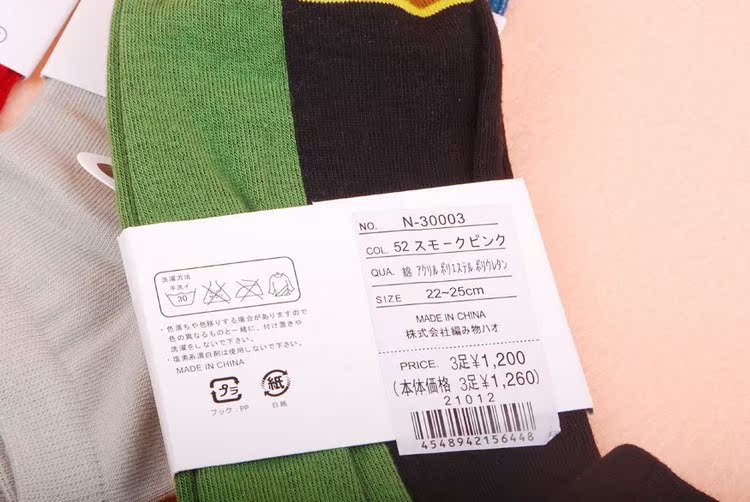 洗濯方法
手洗イ
30
・色落ちや色移りする場合がありますので
色の異なるものと一緒に、付け置きや
洗濯をしないで下さい。
・塩素系漂白剤は使用しないで下さい。
MADE IN CHINA
プラ
フック:PP
紙
台紙
NO. N-30003
COL. 52 スモークピンク
QUA. 綿 アクリル ポリエステル ポリウレタン
SIZE 22~25cm
MADE IN CHINA
株式会社編み物ハオ
PRICE. 3足¥1,200
(本体価格 3足¥1,260)
21012
4548942156448